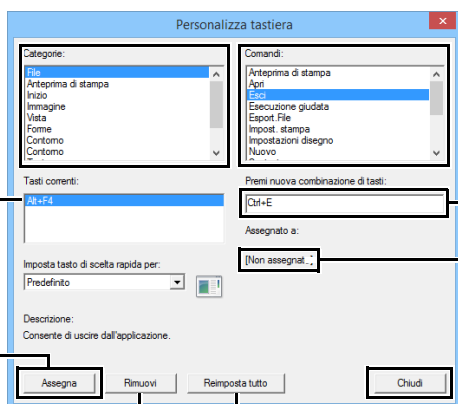 Personalizza tastiera
Categorie:
File
Anteprima di stampa
Inizio
Immagine
Vista
Forme
Contorno
Contorno
Comandi:
Anteprima di stampa
Apri
Esci
Esecuzione giudata
Esport.File
Impost. stampa
Impostazioni disegno
Nuovo
Tasti correnti:
Alt+F4
Premi nuova combinazione di tasti:
Ctrl+E
Assegnato a:
[Non assegnat
Imposta tasto di scelta rapida per:
Predefinito
Descrizione:
Consente di uscire dall'applicazione.
Assegna
Rimuovi
Reimposta tutto
Chiudi